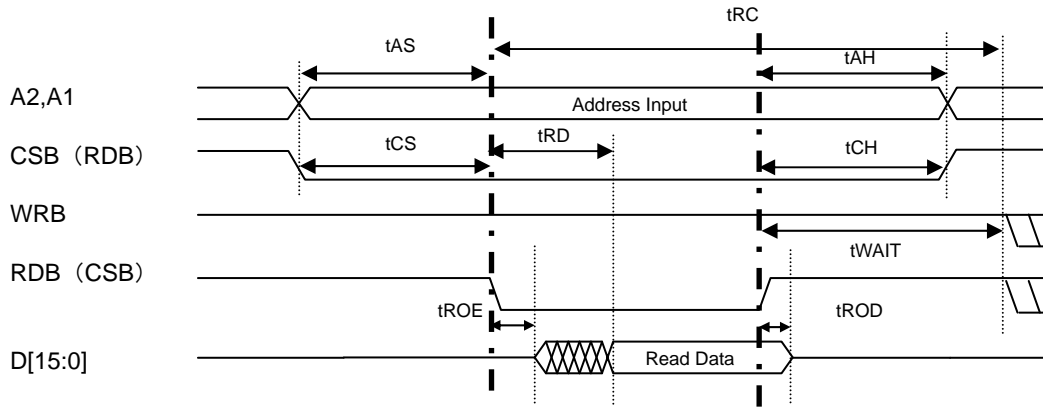 tRC
tAS
tAH
A2,A1
Address Input
tCS
tRD
tCH
CSB（RDB）
WRB
tWAIT
RDB（CSB）
tROE
tROD
D[15:0]
Read Data